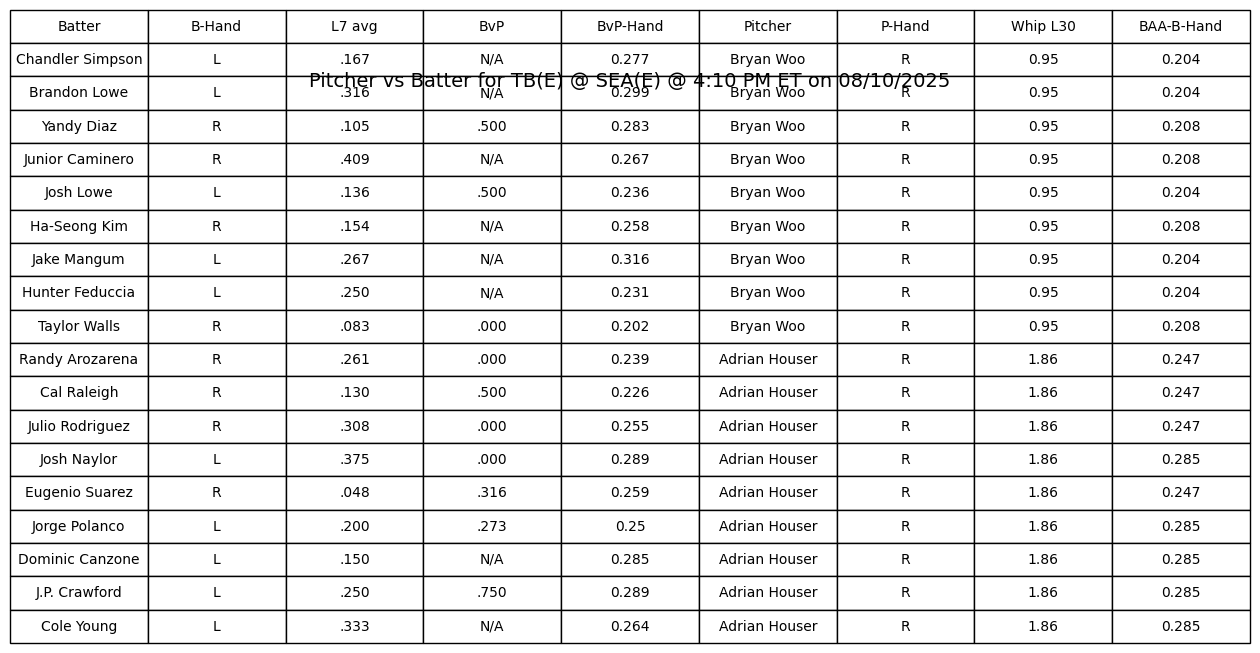 Batter B-Hand L7 avg BvP BvP-Hand Pitcher P-Hand Whip L30 BAA-B-Hand
Chandler Simpson L .167 N/A 0.277 Bryan Woo R 0.95 0.204
Pitcher vs Batter for TB(E) @ SEA(E) @ 4:10 PM ET on 08/10/2025
Brandon Lowe L .316 N/A 0.299 Bryan Woo R 0.95 0.204
Yandy Diaz R .105 .500 0.283 Bryan Woo R 0.95 0.208
Junior Caminero R .409 N/A 0.267 Bryan Woo R 0.95 0.208
Josh Lowe L .136 .500 0.236 Bryan Woo R 0.95 0.204
Ha-Seong Kim R .154 N/A 0.258 Bryan Woo R 0.95 0.208
Jake Mangum L .267 N/A 0.316 Bryan Woo R 0.95 0.204
Hunter Feduccia L .250 N/A 0.231 Bryan Woo R 0.95 0.204
Taylor Walls R .083 .000 0.202 Bryan Woo R 0.95 0.208
Randy Arozarena R .261 .000 0.239 Adrian Houser R 1.86 0.247
Cal Raleigh R .130 .500 0.226 Adrian Houser R 1.86 0.247
Julio Rodriguez R .308 .000 0.255 Adrian Houser R 1.86 0.247
Josh Naylor L .375 .000 0.289 Adrian Houser R 1.86 0.285
Eugenio Suarez R .048 .316 0.259 Adrian Houser R 1.86 0.247
Jorge Polanco L .200 .273 0.25 Adrian Houser R 1.86 0.285
Dominic Canzone L .150 N/A 0.285 Adrian Houser R 1.86 0.285
J.P. Crawford L .250 .750 0.289 Adrian Houser R 1.86 0.285
Cole Young L .333 N/A 0.264 Adrian Houser R 1.86 0.285